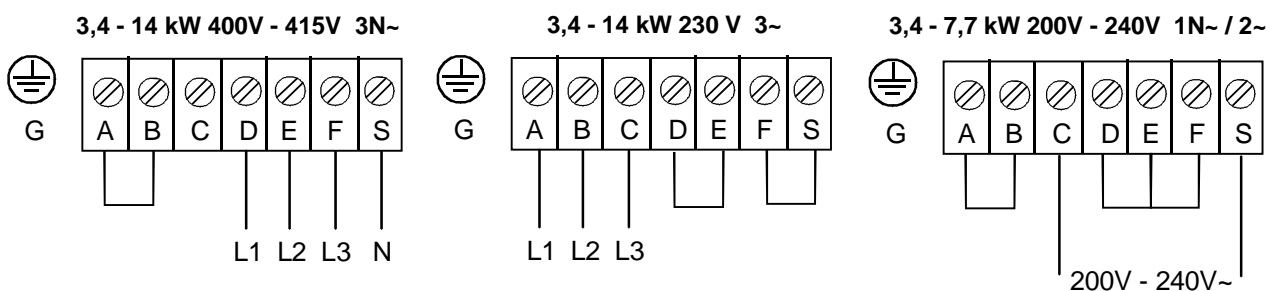 3,4 - 14 kW 400V - 415V 3N~
G A B C D E F S
L1 L2 L3 N
3,4 - 14 kW 230 V 3~
G A B C D E F S
L1 L2 L3
3,4 - 7,7 kW 200V - 240V 1N~ / 2~
G A B C D E F S
200V - 240V~